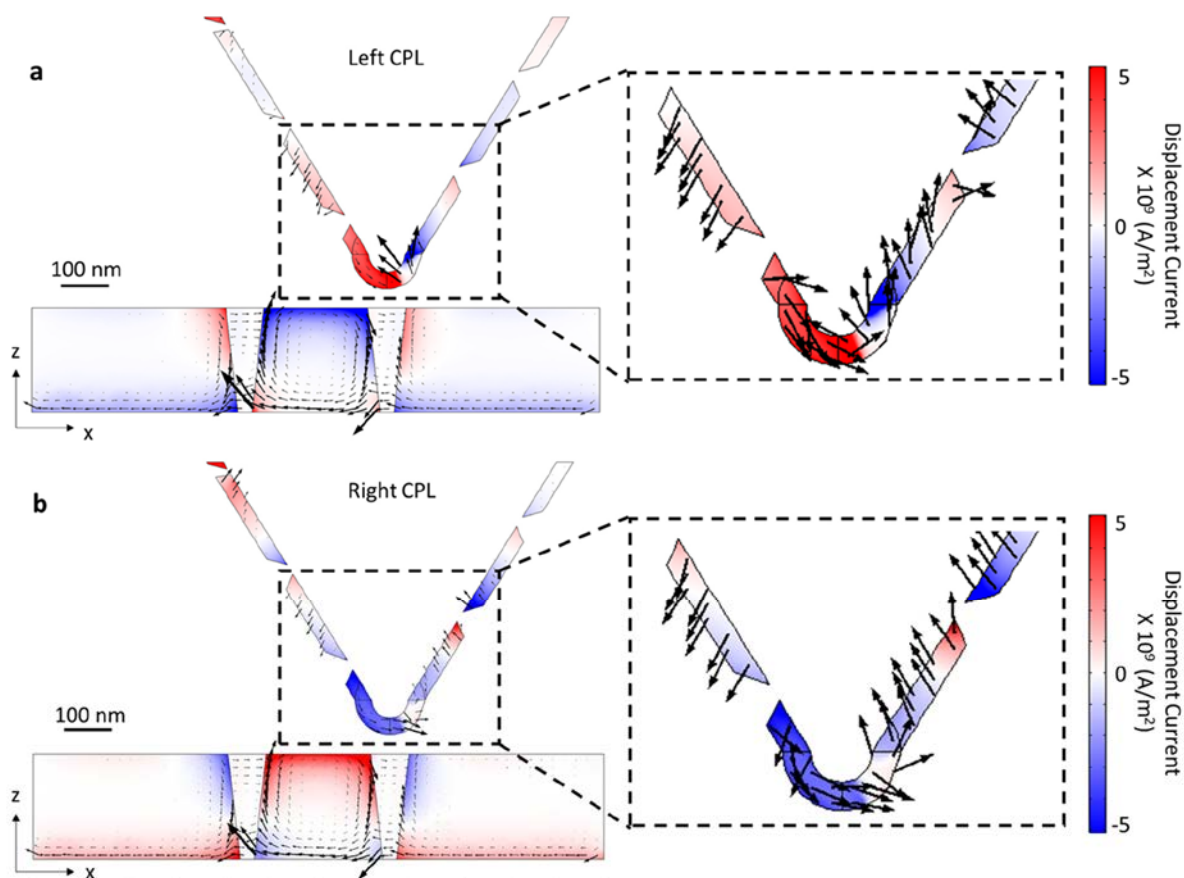 a
Left CPL
100 nm
z
x
5
0
-5
Displacement Current
X 10⁹ (A/m²)
b
Right CPL
100 nm
z
x
5
0
-5
Displacement Current
X 10⁹ (A/m²)